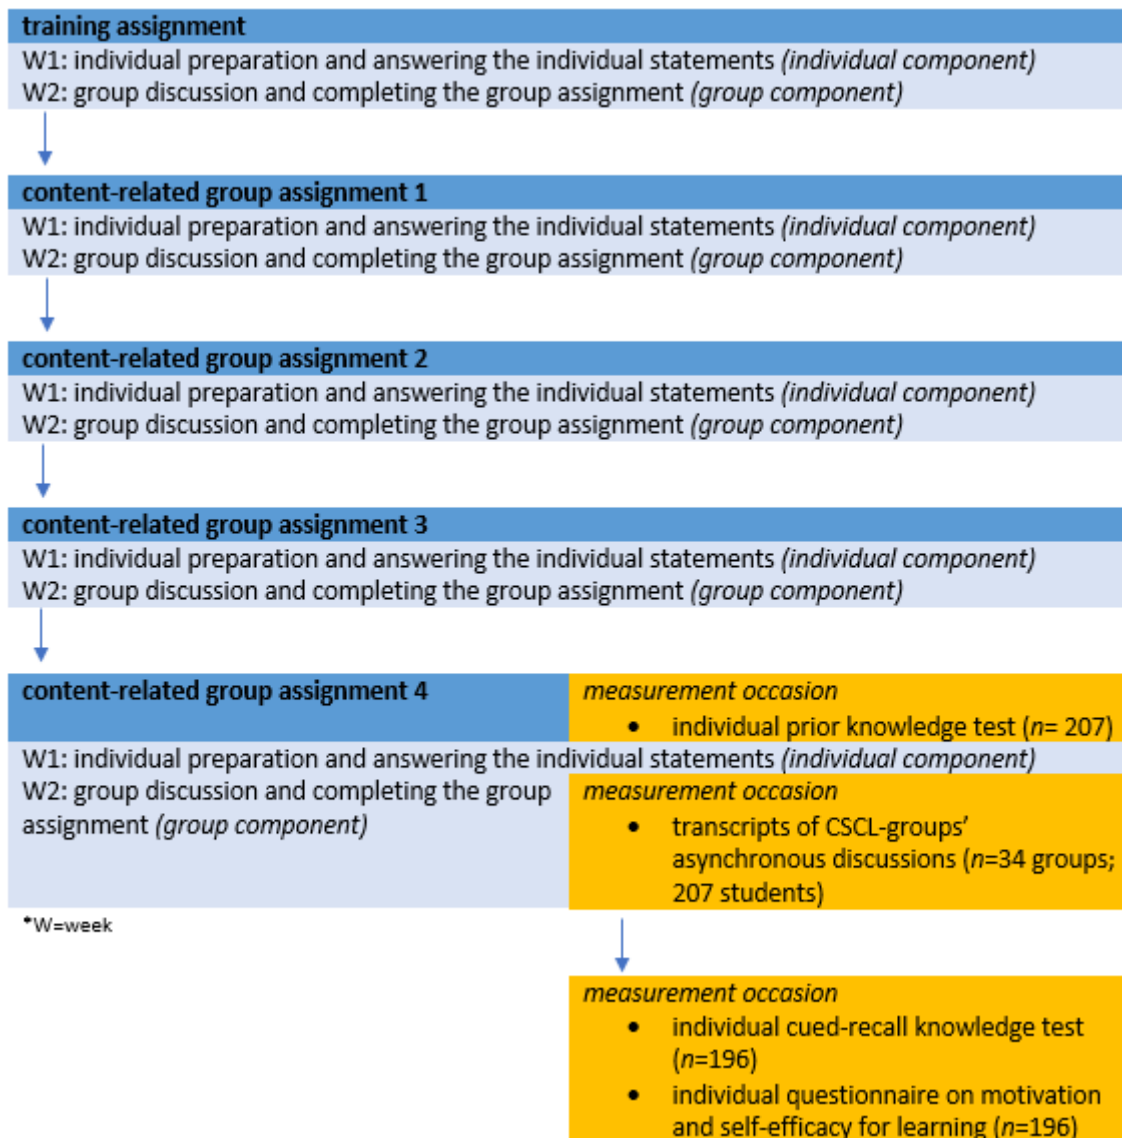 training assignment
W1: individual preparation and answering the individual statements (individual component)
W2: group discussion and completing the group assignment (group component)
content-related group assignment 1
W1: individual preparation and answering the individual statements (individual component)
W2: group discussion and completing the group assignment (group component)
content-related group assignment 2
W1: individual preparation and answering the individual statements (individual component)
W2: group discussion and completing the group assignment (group component)
content-related group assignment 3
W1: individual preparation and answering the individual statements (individual component)
W2: group discussion and completing the group assignment (group component)
content-related group assignment 4
measurement occasion
• individual prior knowledge test (n= 207)
W1: individual preparation and answering the individual statements (individual component)
W2: group discussion and completing the group
assignment (group component)
measurement occasion
• transcripts of CSCL-groups’
asynchronous discussions (n=34 groups;
207 students)
*W=week
measurement occasion
• individual cued-recall knowledge test
(n=196)
• individual questionnaire on motivation
and self-efficacy for learning (n=196)